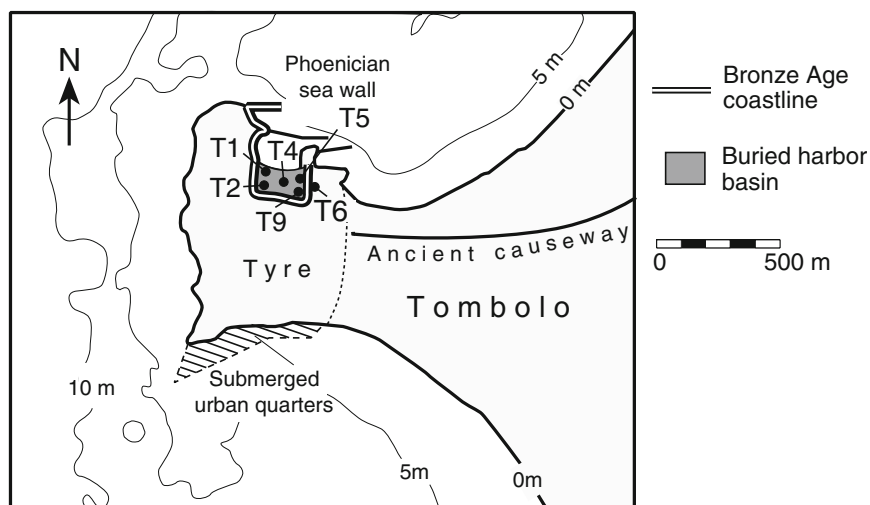 N
Phoenician
sea wall
T5
T1
T4
T2
T9
T6
5 m
0 m
Ancient causeway
Tyre
Tombolo
Submerged
urban quarters
10 m
5m
0m
Bronze Age
coastline
Buried harbor
basin
0 500 m